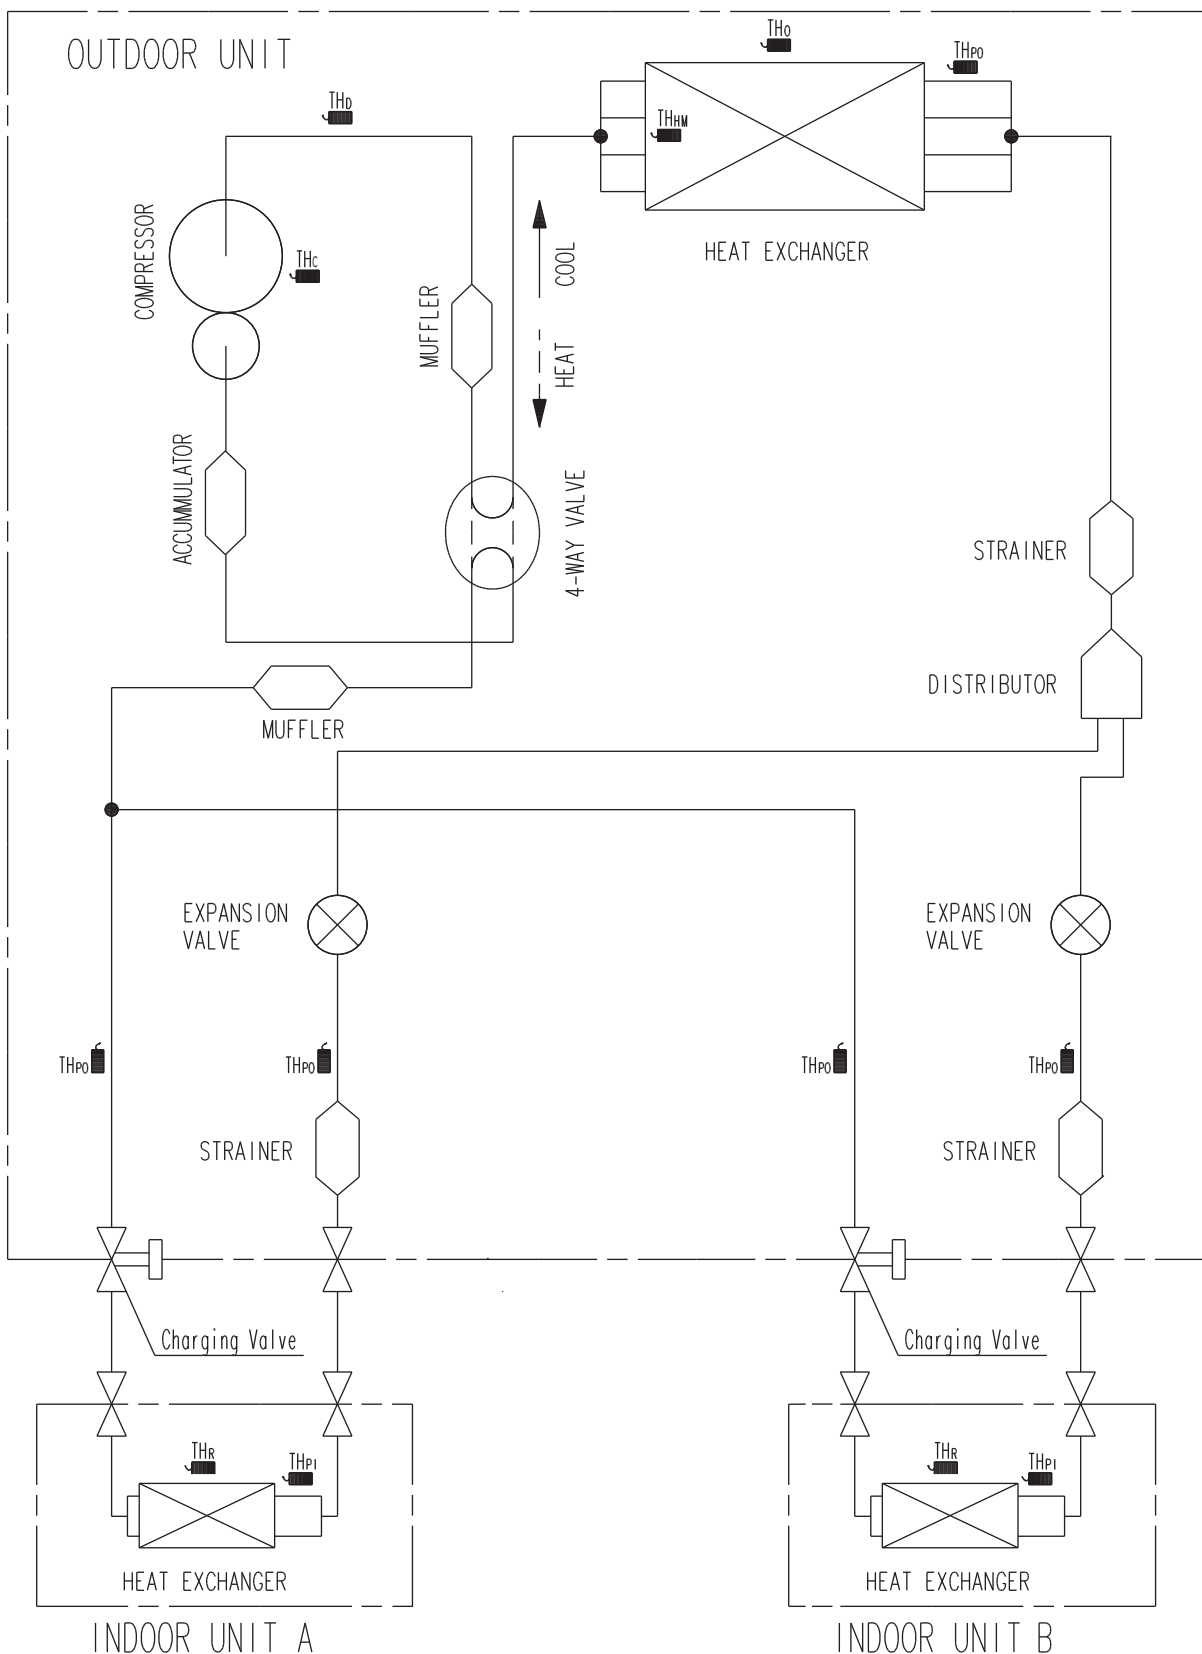 OUTDOOR UNIT
THO
THPO
THD
THHM
COMPRESSOR
THC
HEAT EXCHANGER
COOL
MUFFLER
HEAT
ACCUMMULATOR
4-WAY VALVE
STRAINER
DISTRIBUTOR
MUFFLER
EXPANSION
VALVE
EXPANSION
VALVE
THPO
THPO
THPO
THPO
STRAINER
STRAINER
Charging Valve
Charging Valve
THR
THPI
THR
THPI
HEAT EXCHANGER
HEAT EXCHANGER
INDOOR UNIT A
INDOOR UNIT B